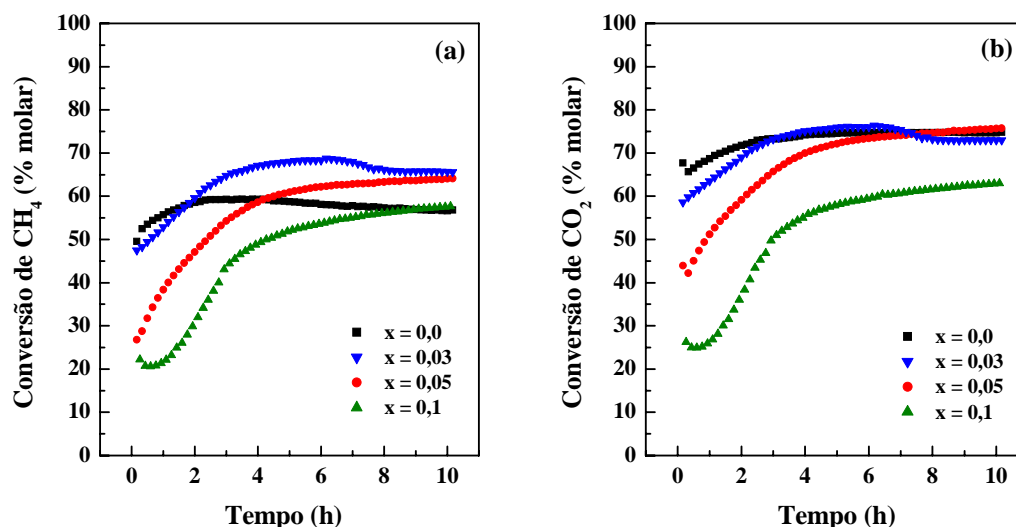 (a)
Conversão de CH4 (% molar)
100
90
80
70
60
50
40
30
20
10
0
x = 0,0
x = 0,03
x = 0,05
x = 0,1
0 2 4 6 8 10
Tempo (h)
(b)
Conversão de CO2 (% molar)
100
90
80
70
60
50
40
30
20
10
0
x = 0,0
x = 0,03
x = 0,05
x = 0,1
0 2 4 6 8 10
Tempo (h)